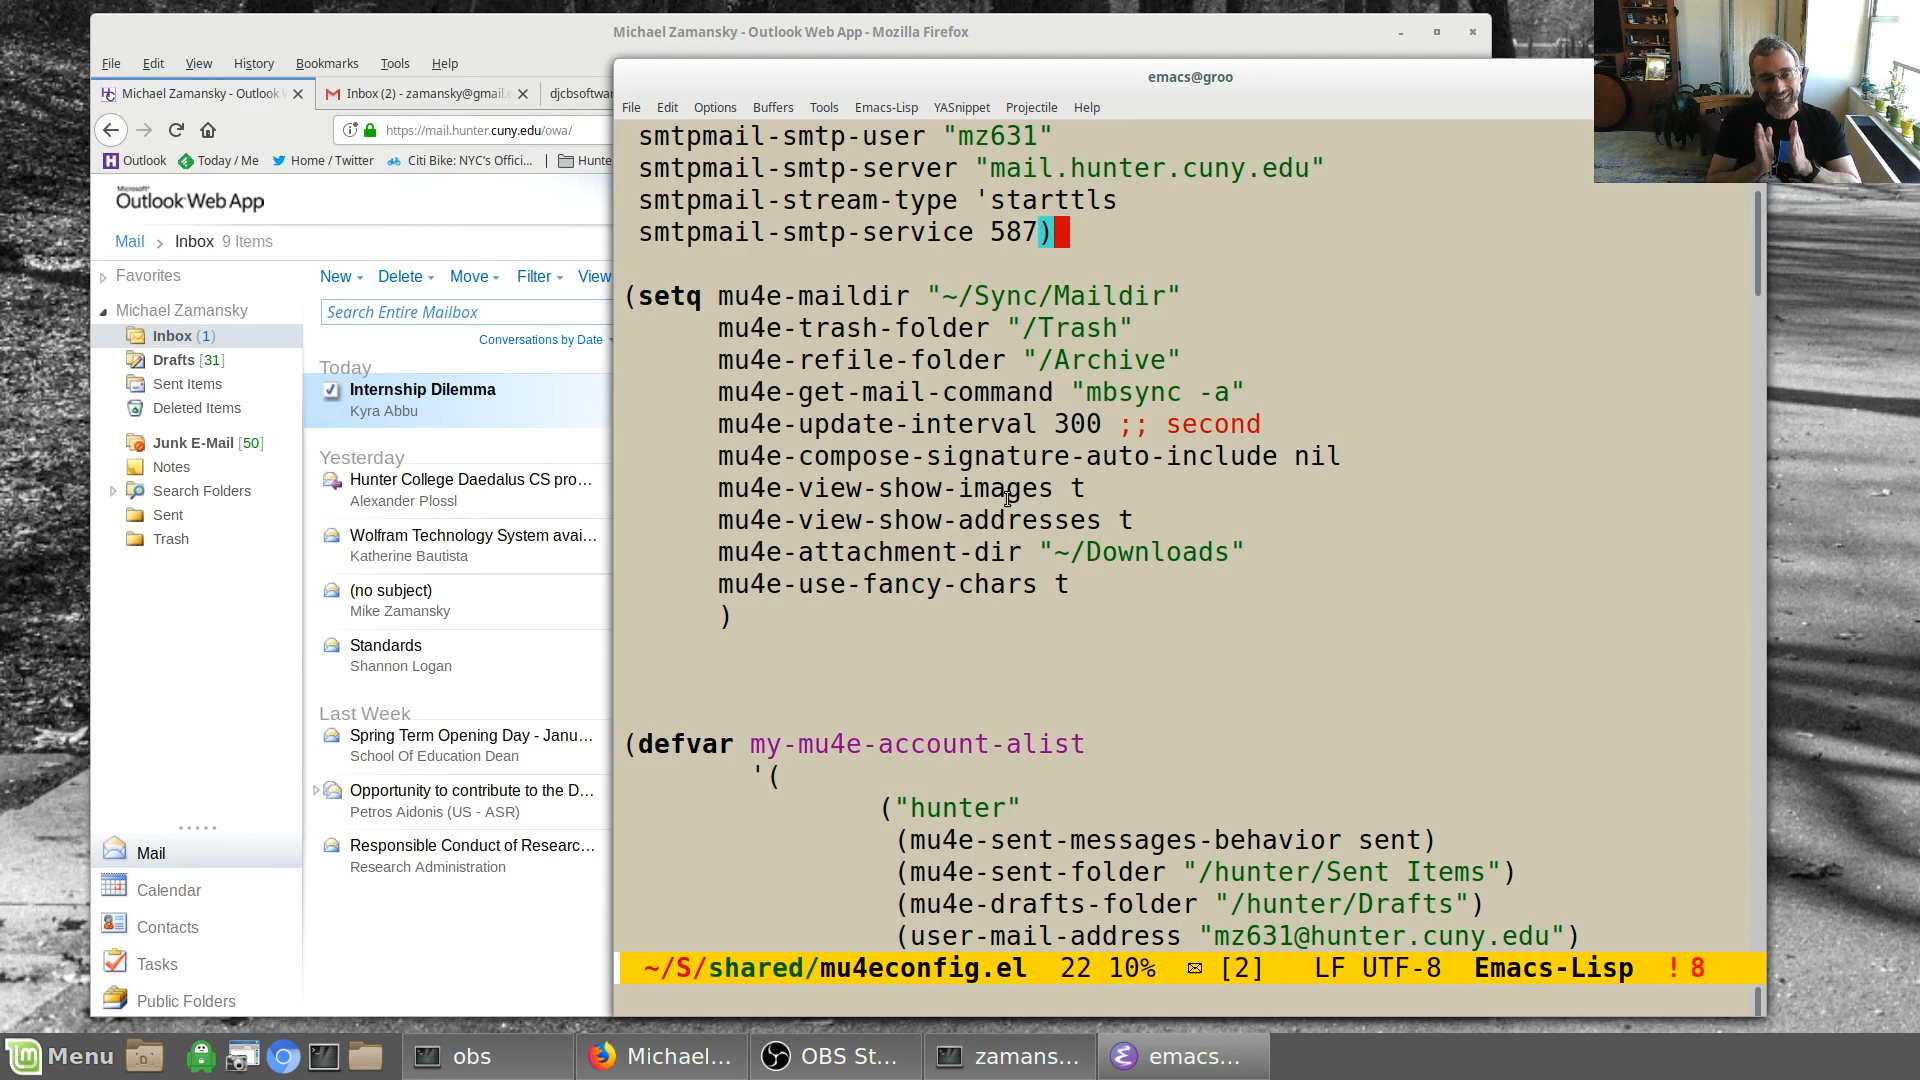 Michael Zamansky - Outlook Web App - Mozilla Firefox
File Edit View History Bookmarks Tools Help
Michael Zamansky - Outlook
Inbox (2) - zamansky@gmail.
djcbsoftwar
https://mail.hunter.cuny.edu/owa/
Outlook Today / Me Home / Twitter Citi Bike: NYC's Offici... Hunte
Microsoft
Outlook Web App
Mail > Inbox 9 Items
Favorites
Michael Zamansky
Inbox (1)
Drafts [31]
Sent Items
Deleted Items
Junk E-Mail [50]
Notes
Search Folders
Sent
Trash
Mail
Calendar
Contacts
Tasks
Public Folders
New Delete Move Filter View
Search Entire Mailbox
Conversations by Date
Today
Internship Dilemma
Kyra Abbu
Yesterday
Hunter College Daedalus CS pro...
Alexander Plossl
Wolfram Technology System avai...
Katherine Bautista
(no subject)
Mike Zamansky
Standards
Shannon Logan
Last Week
Spring Term Opening Day - Janu...
School Of Education Dean
Opportunity to contribute to the D...
Petros Aidonis (US - ASR)
Responsible Conduct of Researc...
Research Administration
emacs@groo
File Edit Options Buffers Tools Emacs-Lisp YASnippet Projectile Help
smtpmail-smtp-user "mz631"
smtpmail-smtp-server "mail.hunter.cuny.edu"
smtpmail-stream-type 'starttls
smtpmail-smtp-service 587)
(setq mu4e-maildir "~/Sync/Maildir"
mu4e-trash-folder "/Trash"
mu4e-refile-folder "/Archive"
mu4e-get-mail-command "mbsync -a"
mu4e-update-interval 300 ;; second
mu4e-compose-signature-auto-include nil
mu4e-view-show-images t
mu4e-view-show-addresses t
mu4e-attachment-dir "~/Downloads"
mu4e-use-fancy-chars t
)
(defvar my-mu4e-account-alist
'(
("hunter"
(mu4e-sent-messages-behavior sent)
(mu4e-sent-folder "/hunter/Sent Items")
(mu4e-drafts-folder "/hunter/Drafts")
(user-mail-address "mz631@hunter.cuny.edu")
~/S/shared/mu4econfig.el 22 10% ✉ [2] LF UTF-8 Emacs-Lisp !8
Menu obs Michael... OBS St... zamans... emacs...